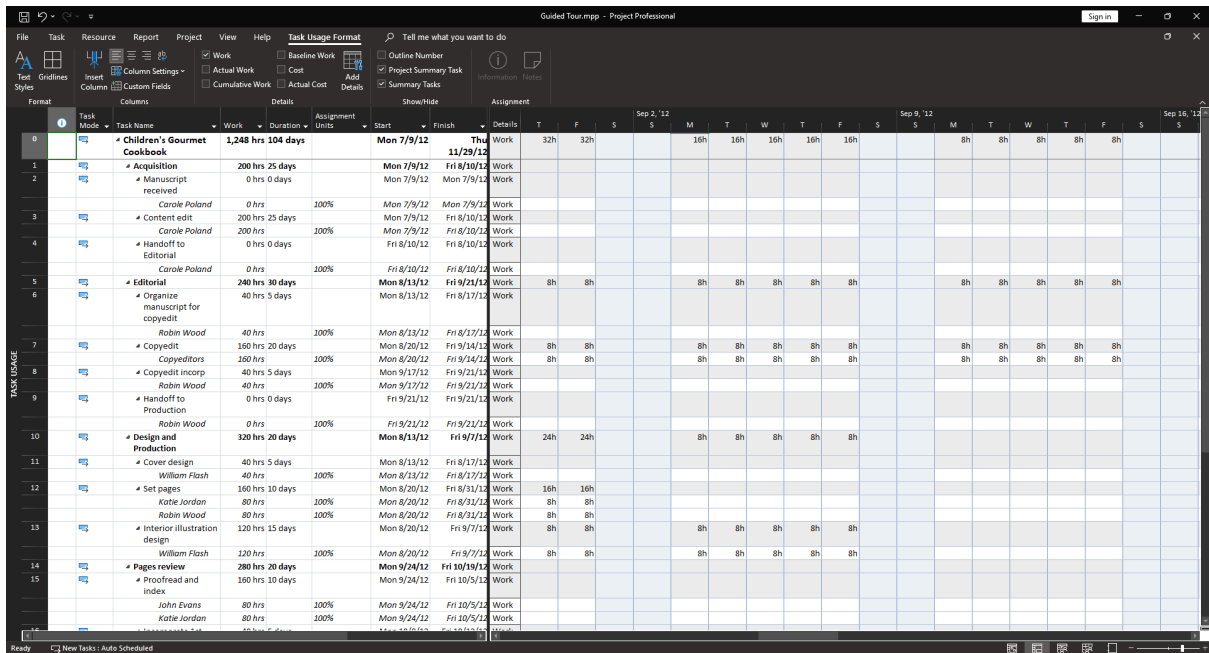 Guided Tour.mpp - Project Professional
Sign in
File Task Resource Report Project View Help Task Usage Format Tell me what you want to do
Text Styles Gridlines Insert Column Column Settings Custom Fields Work Actual Work Cumulative Work Baseline Work Cost Actual Cost Add Details Outline Number Project Summary Task Summary Tasks Information Notes
Format Columns Details Show/Hide Assignment
Sep 2, '12 Sep 9, '12 Sep 16, '12
Task Mode Task Name Work Duration Assignment Units Start Finish Details T F S S M T W T F S S M T W T F S S
0 Children's Gourmet Cookbook 1,248 hrs 104 days Mon 7/9/12 Thu 11/29/12 Work 32h 32h 16h 16h 16h 16h 16h 8h 8h 8h 8h 8h
1 Acquisition 200 hrs 25 days Mon 7/9/12 Fri 8/10/12 Work
2 Manuscript received 0 hrs 0 days Mon 7/9/12 Mon 7/9/12 Work
Carole Poland 0 hrs 100% Mon 7/9/12 Mon 7/9/12 Work
3 Content edit 200 hrs 25 days Mon 7/9/12 Fri 8/10/12 Work
Carole Poland 200 hrs 100% Mon 7/9/12 Fri 8/10/12 Work
4 Handoff to Editorial 0 hrs 0 days Fri 8/10/12 Fri 8/10/12 Work
Carole Poland 0 hrs 100% Fri 8/10/12 Fri 8/10/12 Work
5 Editorial 240 hrs 30 days Mon 8/13/12 Fri 9/21/12 Work 8h 8h 8h 8h 8h 8h 8h 8h 8h 8h 8h 8h
6 Organize manuscript for copyedit 40 hrs 5 days Mon 8/13/12 Fri 8/17/12 Work
Robin Wood 40 hrs 100% Mon 8/13/12 Fri 8/17/12 Work
7 Copyedit 160 hrs 20 days Mon 8/20/12 Fri 9/14/12 Work 8h 8h 8h 8h 8h 8h 8h 8h 8h 8h 8h 8h
Copyeditors 160 hrs 100% Mon 8/20/12 Fri 9/14/12 Work 8h 8h 8h 8h 8h 8h 8h 8h 8h 8h 8h 8h
8 Copyedit incorp 40 hrs 5 days Mon 9/17/12 Fri 9/21/12 Work
Robin Wood 40 hrs 100% Mon 9/17/12 Fri 9/21/12 Work
9 Handoff to Production 0 hrs 0 days Fri 9/21/12 Fri 9/21/12 Work
Robin Wood 0 hrs 100% Fri 9/21/12 Fri 9/21/12 Work
10 Design and Production 320 hrs 20 days Mon 8/13/12 Fri 9/7/12 Work 24h 24h 8h 8h 8h 8h 8h
11 Cover design 40 hrs 5 days Mon 8/13/12 Fri 8/17/12 Work
William Flash 40 hrs 100% Mon 8/13/12 Fri 8/17/12 Work
12 Set pages 160 hrs 10 days Mon 8/20/12 Fri 8/31/12 Work 16h 16h
Katie Jordan 80 hrs 100% Mon 8/20/12 Fri 8/31/12 Work 8h 8h
Robin Wood 80 hrs 100% Mon 8/20/12 Fri 8/31/12 Work 8h 8h
13 Interior illustration design 120 hrs 15 days Mon 8/20/12 Fri 9/7/12 Work 8h 8h 8h 8h 8h 8h 8h
William Flash 120 hrs 100% Mon 8/20/12 Fri 9/7/12 Work 8h 8h 8h 8h 8h 8h 8h
14 Pages review 280 hrs 20 days Mon 9/24/12 Fri 10/19/12 Work
15 Proofread and index 160 hrs 10 days Mon 9/24/12 Fri 10/5/12 Work
John Evans 80 hrs 100% Mon 9/24/12 Fri 10/5/12 Work
Katie Jordan 80 hrs 100% Mon 9/24/12 Fri 10/5/12 Work
TASK USAGE
Ready New Tasks : Auto Scheduled